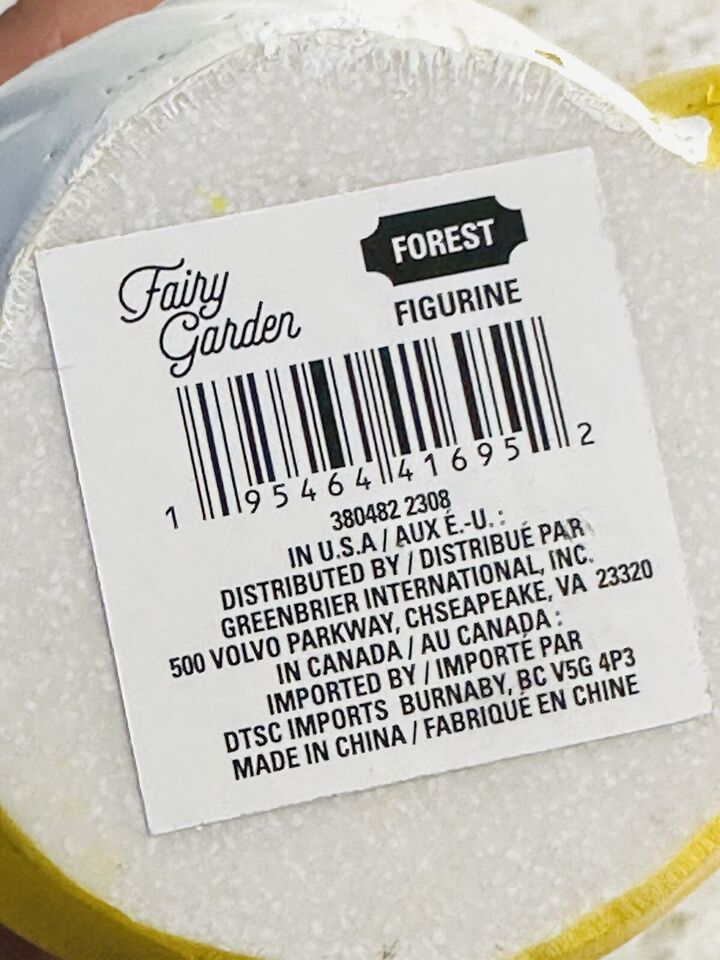 Fairy
Garden
FOREST
FIGURINE
1 95464 41695 2
380482 2308
IN U.S.A / AUX É.-U. :
DISTRIBUTED BY / DISTRIBUÉ PAR
GREENBRIER INTERNATIONAL, INC.
500 VOLVO PARKWAY, CHSEAPEAKE, VA 23320
IN CANADA / AU CANADA :
IMPORTED BY / IMPORTÉ PAR
DTSC IMPORTS BURNABY, BC V5G 4P3
MADE IN CHINA / FABRIQUÉ EN CHINE